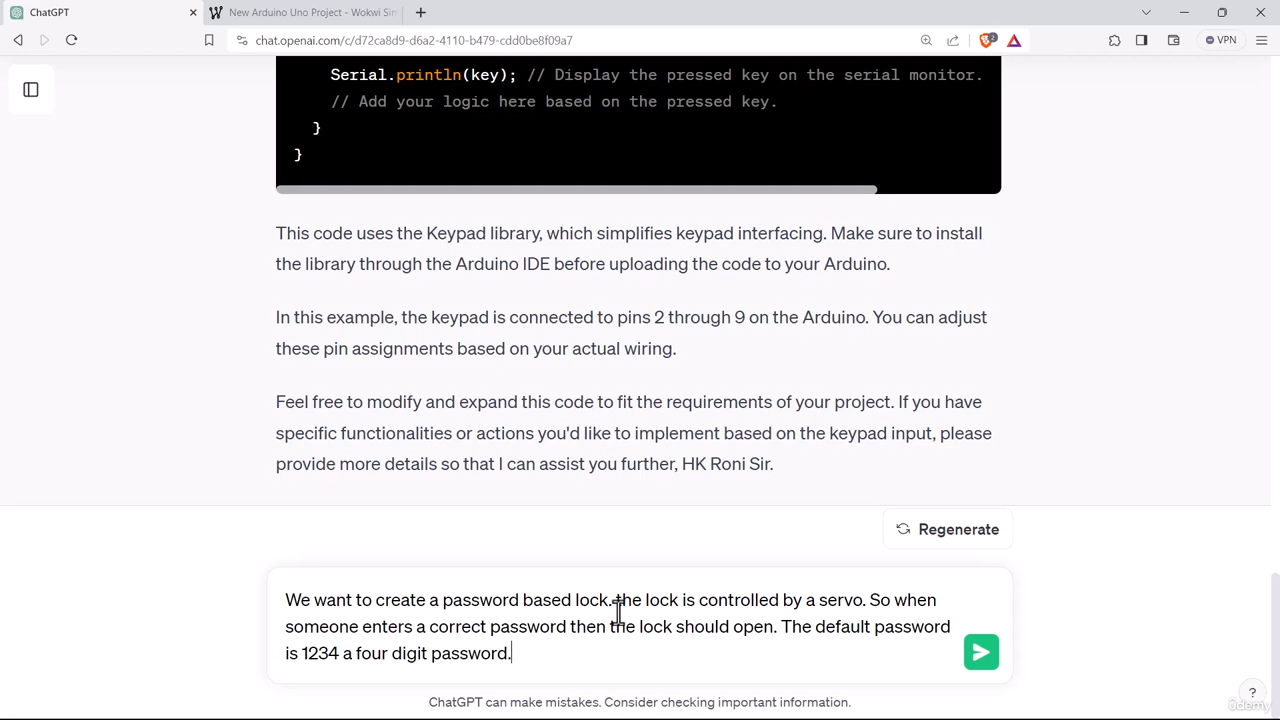 ChatGPT
New Arduino Uno Project - Wokwi Sim
chat.openai.com/c/d72ca8d9-d6a2-4110-b479-cdd0be8f09a7
2
VPN
Serial.println(key); // Display the pressed key on the serial monitor.
// Add your logic here based on the pressed key.
}
}
This code uses the Keypad library, which simplifies keypad interfacing. Make sure to install
the library through the Arduino IDE before uploading the code to your Arduino.
In this example, the keypad is connected to pins 2 through 9 on the Arduino. You can adjust
these pin assignments based on your actual wiring.
Feel free to modify and expand this code to fit the requirements of your project. If you have
specific functionalities or actions you'd like to implement based on the keypad input, please
provide more details so that I can assist you further, HK Roni Sir.
Regenerate
We want to create a password based lock. the lock is controlled by a servo. So when
someone enters a correct password then the lock should open. The default password
is 1234 a four digit password.
ChatGPT can make mistakes. Consider checking important information.
?
ûdemy